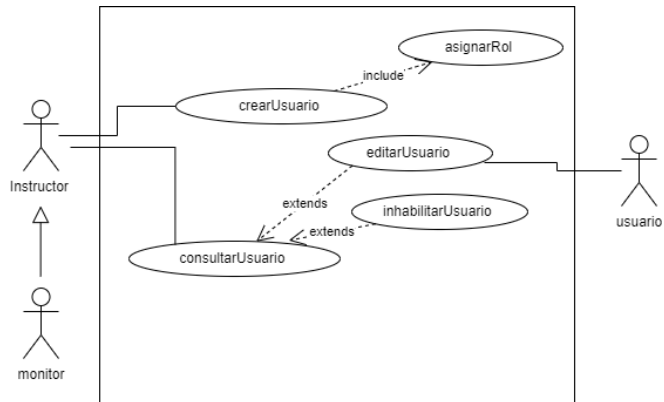 asignarRol
include
crearUsuario
Instructor
editarUsuario
usuario
extends
inhabilitarUsuario
extends
consultarUsuario
monitor